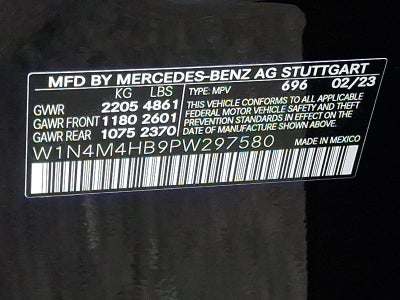 MFD BY MERCEDES-BENZ AG STUTTGART
KG LBS TYPE: MPV 696 02/23
GVWR 2205 4861
GAWR FRONT 1180 2601
GAWR REAR 1075 2370
THIS VEHICLE CONFORMS TO ALL APPLICABLE
FEDERAL MOTOR VEHICLE SAFETY, BUMPER, AND THEFT
PREVENTION STANDARDS IN EFFECT ON THE
DATE OF MANUFACTURE SHOWN ABOVE.
W1N4M4HB9PW297580
MADE IN MEXICO